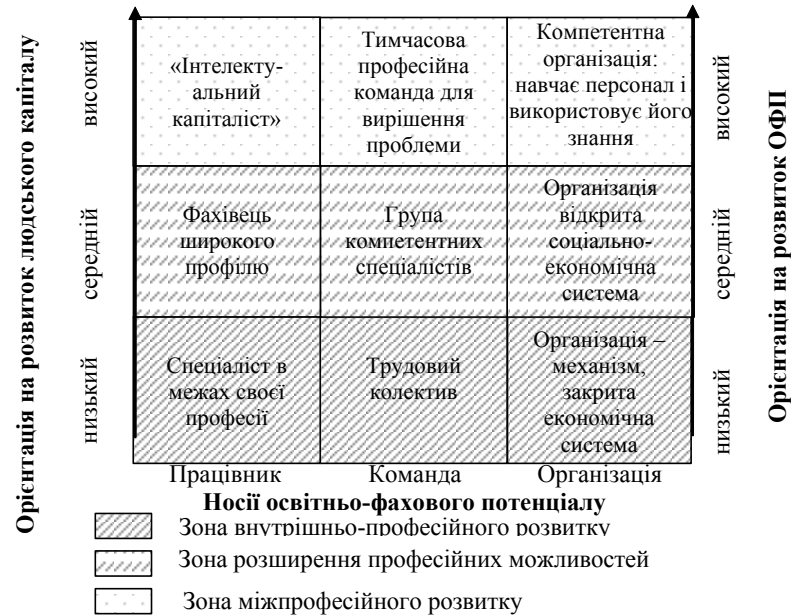 Орієнтація на розвиток людського капіталу
високий
середній
низький
«Інтелекту-
альний
капіталіст»
Тимчасова
професійна
команда для
вирішення
проблеми
Компетентна
організація:
навчає персонал і
використовує його
знання
Фахівець
широкого
профілю
Група
компетентних
спеціалістів
Організація
відкрита
соціально-
економічна
система
Спеціаліст в
межах своєї
професії
Трудовий
колектив
Організація –
механізм,
закрита
економічна
система
високий
середній
низький
Орієнтація на розвиток ОФП
Працівник
Команда
Організація
Носії освітньо-фахового потенціалу
Зона внутрішньо-професійного розвитку
Зона розширення професійних можливостей
Зона міжпрофесійного розвитку